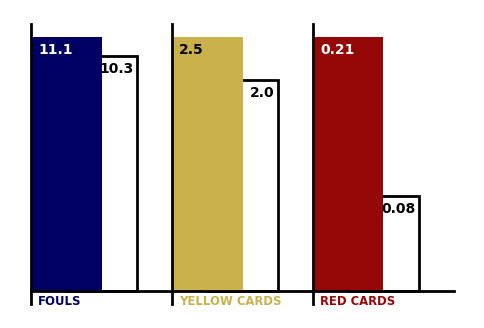 11.1
10.3
2.5
2.0
0.21
0.08
FOULS
YELLOW CARDS
RED CARDS